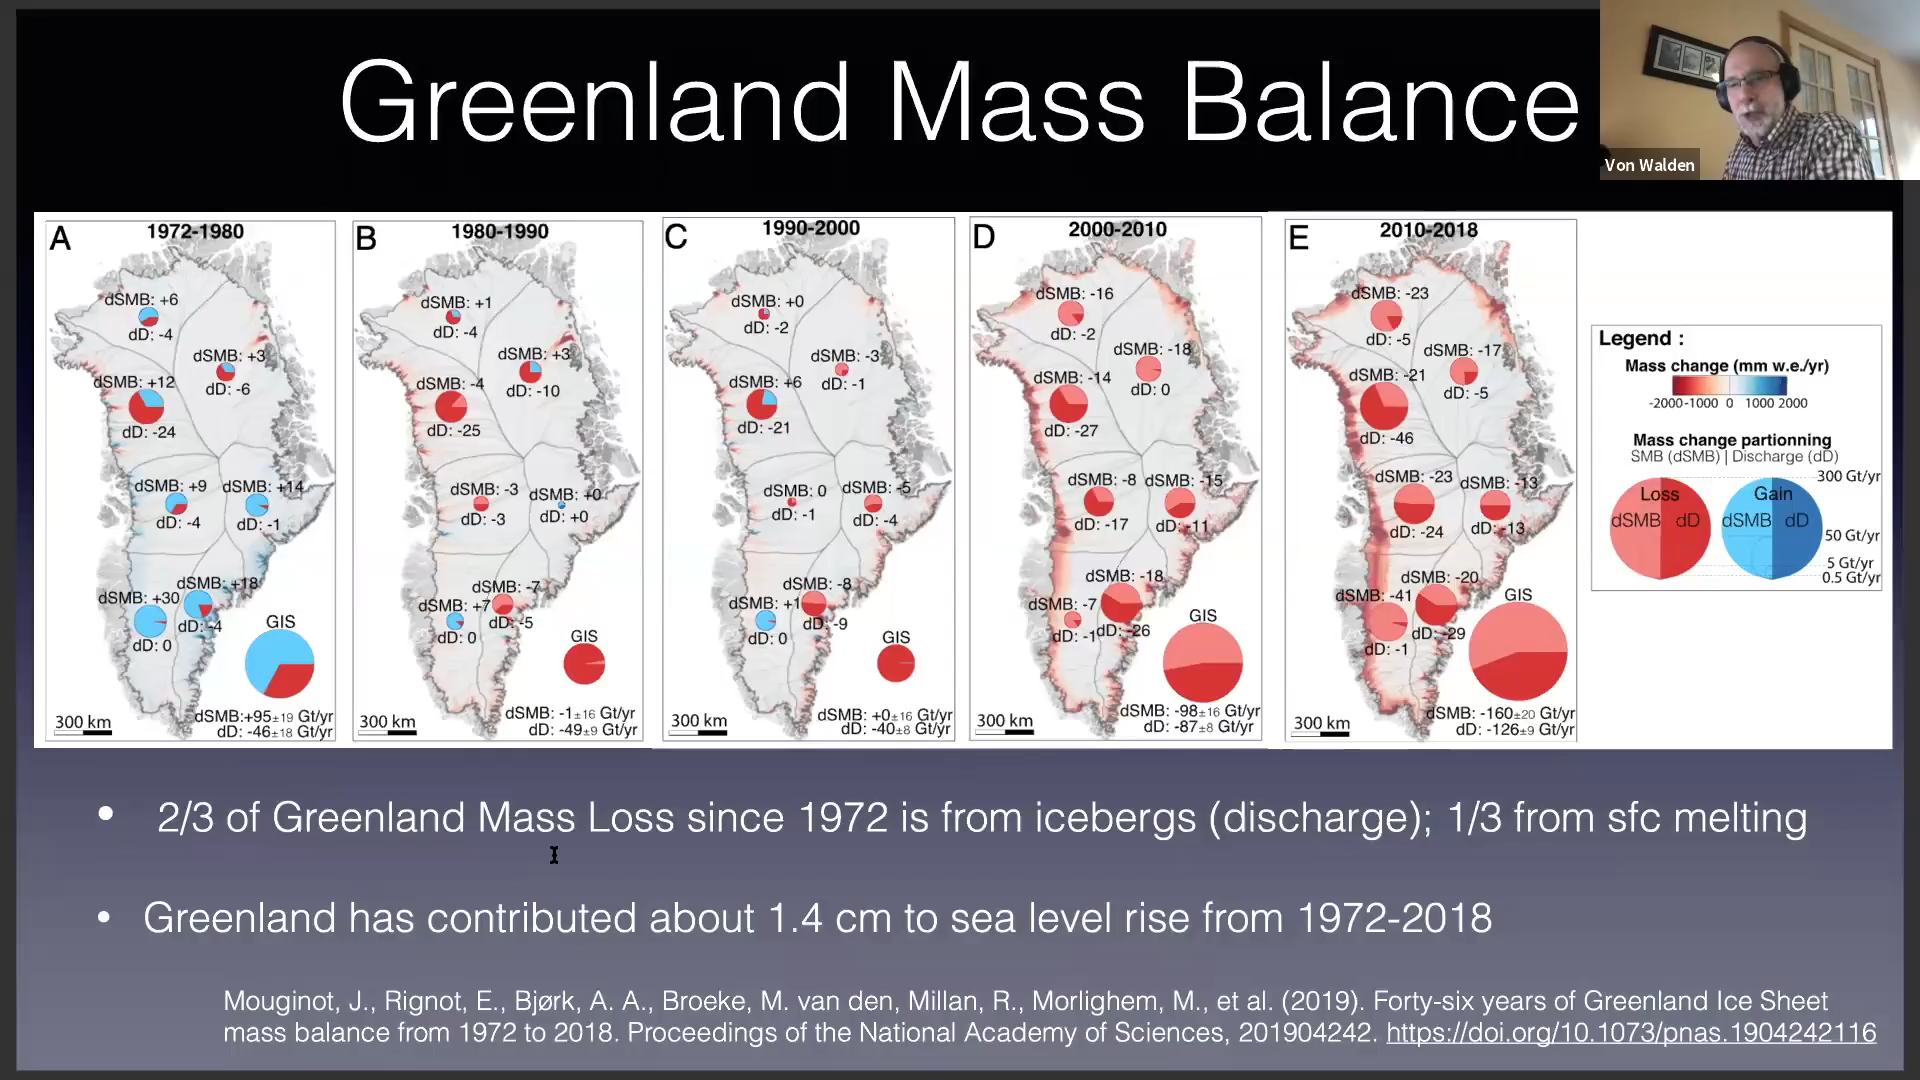 Greenland Mass Balance
Von Walden
A
1972-1980
dSMB: +6
dD: -4
dSMB: +3
dD: -6
dSMB: +12
dD: -24
dSMB: +9
dD: -4
dSMB: +14
dD: -1
dSMB: +18
dD: -4
dSMB: +30
dD: 0
GIS
dSMB:+95±19 Gt/yr
dD: -46±18 Gt/yr
300 km
B
1980-1990
dSMB: +1
dD: -4
dSMB: +3
dD: -10
dSMB: -4
dD: -25
dSMB: -3
dD: -3
dSMB: +0
dD: +0
dSMB: -7
dD: -5
dSMB: +7
dD: 0
GIS
dSMB: -1±16 Gt/yr
dD: -49±9 Gt/yr
300 km
C
1990-2000
dSMB: +0
dD: -2
dSMB: -3
dD: -1
dSMB: +6
dD: -21
dSMB: 0
dD: -1
dSMB: -5
dD: -4
dSMB: -8
dD: -9
dSMB: +1
dD: 0
GIS
dSMB: +0±16 Gt/yr
dD: -40±8 Gt/yr
300 km
D
2000-2010
dSMB: -16
dD: -2
dSMB: -18
dD: 0
dSMB: -14
dD: -27
dSMB: -8
dD: -17
dSMB: -15
dD: -11
dSMB: -18
dD: -26
dSMB: -7
dD: -1
GIS
dSMB: -98±16 Gt/yr
dD: -87±8 Gt/yr
300 km
E
2010-2018
dSMB: -23
dD: -5
dSMB: -17
dD: -5
dSMB: -21
dD: -46
dSMB: -23
dD: -24
dSMB: -13
dD: -13
dSMB: -20
dD: -29
dSMB: -41
dD: -1
GIS
dSMB: -160±20 Gt/yr
dD: -126±9 Gt/yr
300 km
Legend :
Mass change (mm w.e./yr)
-2000 -1000 0 1000 2000
Mass change partionning
SMB (dSMB) | Discharge (dD)
300 Gt/yr
Loss
dSMB dD
Gain
dSMB dD
50 Gt/yr
5 Gt/yr
0.5 Gt/yr
• 2/3 of Greenland Mass Loss since 1972 is from icebergs (discharge); 1/3 from sfc melting
• Greenland has contributed about 1.4 cm to sea level rise from 1972-2018
Mouginot, J., Rignot, E., Bjørk, A. A., Broeke, M. van den, Millan, R., Morlighem, M., et al. (2019). Forty-six years of Greenland Ice Sheet
mass balance from 1972 to 2018. Proceedings of the National Academy of Sciences, 201904242. https://doi.org/10.1073/pnas.1904242116